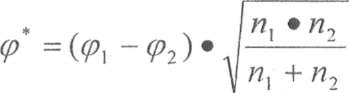 φ* = (φ₁ − φ₂) • √((n₁ • n₂) / (n₁ + n₂))